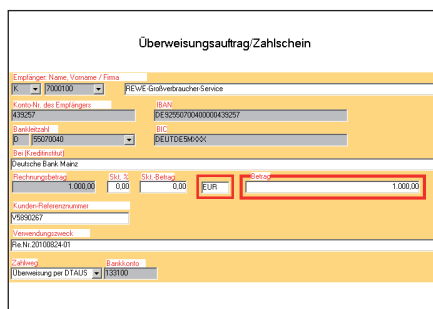 Überweisungsauftrag/Zahlschein
Empfänger: Name, Vorname / Firma
K 7000100 REWE-Großverbraucher-Service
Konto-Nr. des Empfängers IBAN
439257 DE92550700400000439257
Bankleitzahl BIC
D 55070040 DEUTDE5MXXX
Bei (Kreditinstitut)
Deutsche Bank Mainz
Rechnungsbetrag Skt. % Skt.-Betrag Betrag
1.000,00 0,00 0,00 EUR 1.000,00
Kunden-Referenznummer
V5890267
Verwendungszweck
Re.Nr.20100824-01
Zahlweg Bankkonto
Überweisung per DTAUS 133100